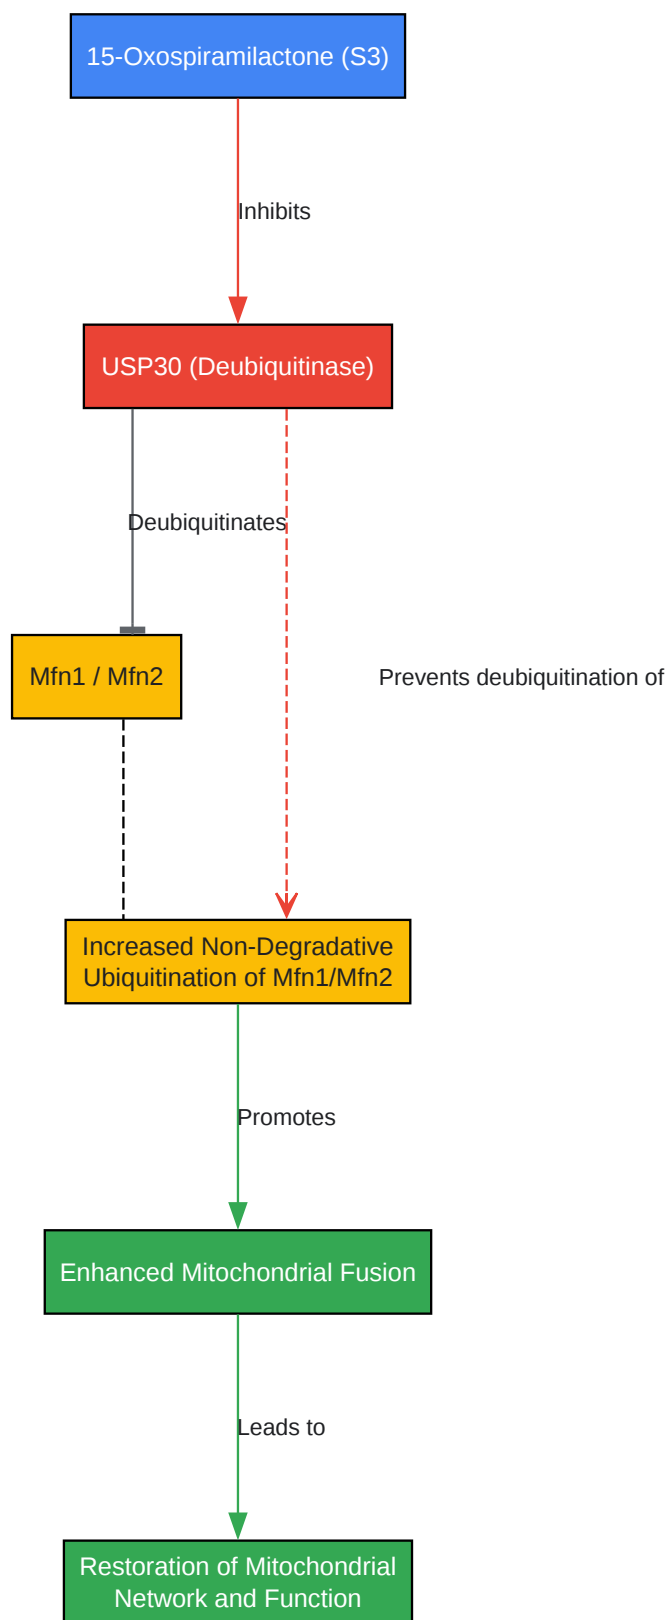 15-Oxospiramilactone (S3)
Inhibits
USP30 (Deubiquitinase)
Deubiquitinates
Mfn1 / Mfn2
Prevents deubiquitination of
Increased Non-Degradative
Ubiquitination of Mfn1/Mfn2
Promotes
Enhanced Mitochondrial Fusion
Leads to
Restoration of Mitochondrial
Network and Function